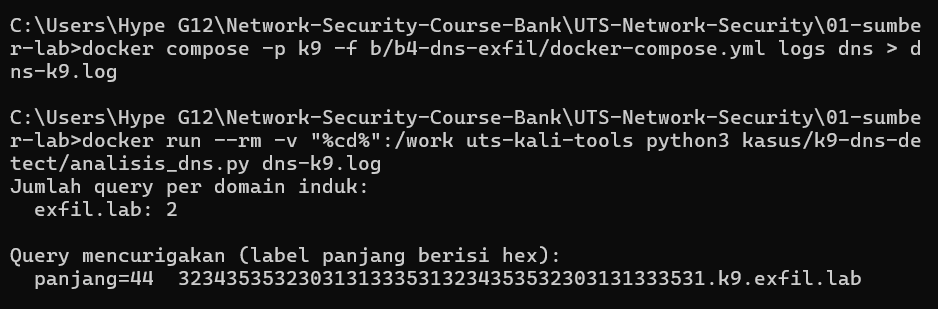 C:\Users\Hype G12\Network-Security-Course-Bank\UTS-Network-Security\01-sumbe
r-lab>docker compose -p k9 -f b/b4-dns-exfil/docker-compose.yml logs dns > d
ns-k9.log
C:\Users\Hype G12\Network-Security-Course-Bank\UTS-Network-Security\01-sumbe
r-lab>docker run --rm -v "%cd%":/work uts-kali-tools python3 kasus/k9-dns-de
tect/analisis_dns.py dns-k9.log
Jumlah query per domain induk:
  exfil.lab: 2
Query mencurigakan (label panjang berisi hex):
  panjang=44  32343535323031313335313234353532303131333531.k9.exfil.lab